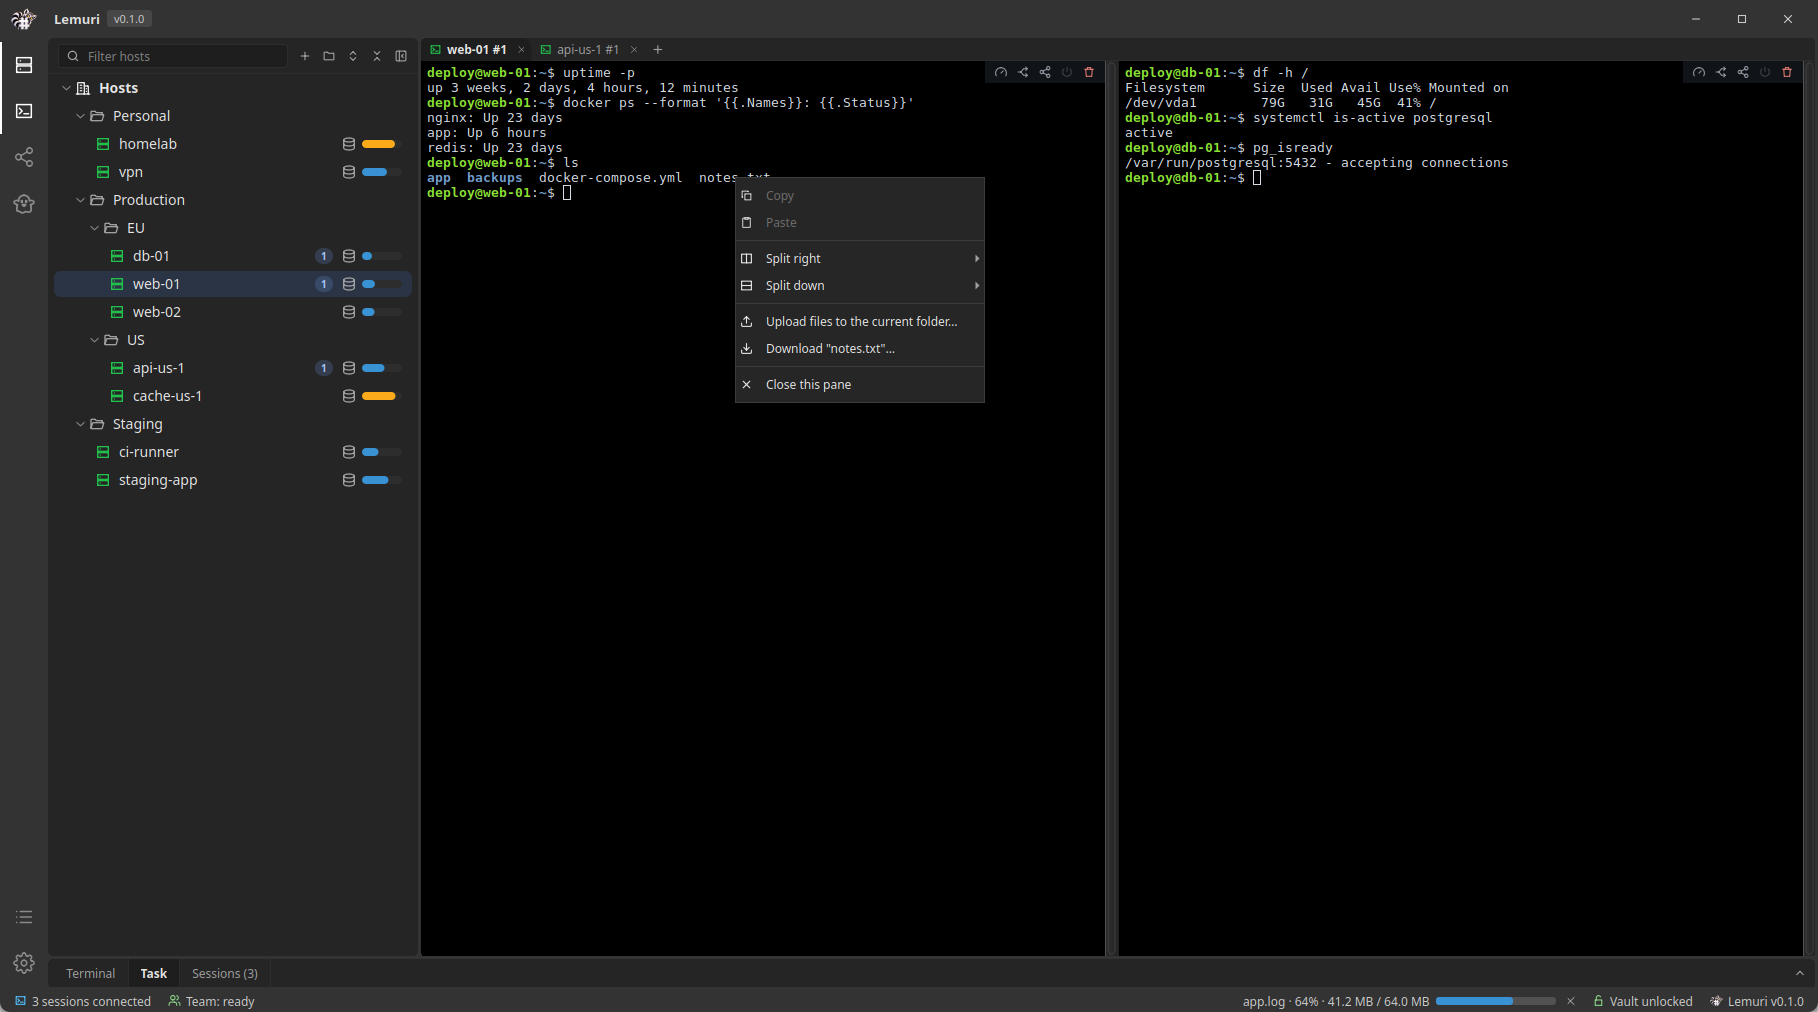 Lemuri v0.1.0
Filter hosts
Hosts
Personal
homelab
vpn
Production
EU
db-01 1
web-01 1
web-02
US
api-us-1 1
cache-us-1
Staging
ci-runner
staging-app
web-01 #1
api-us-1 #1
deploy@web-01:~$ uptime -p
up 3 weeks, 2 days, 4 hours, 12 minutes
deploy@web-01:~$ docker ps --format '{{.Names}}: {{.Status}}'
nginx: Up 23 days
app: Up 6 hours
redis: Up 23 days
deploy@web-01:~$ ls
app backups docker-compose.yml notes.txt
deploy@web-01:~$
Copy
Paste
Split right
Split down
Upload files to the current folder...
Download "notes.txt"...
Close this pane
deploy@db-01:~$ df -h /
Filesystem Size Used Avail Use% Mounted on
/dev/vda1 79G 31G 45G 41% /
deploy@db-01:~$ systemctl is-active postgresql
active
deploy@db-01:~$ pg_isready
/var/run/postgresql:5432 - accepting connections
deploy@db-01:~$
Terminal Task Sessions (3)
3 sessions connected Team: ready
app.log · 64% · 41.2 MB / 64.0 MB
Vault unlocked
Lemuri v0.1.0